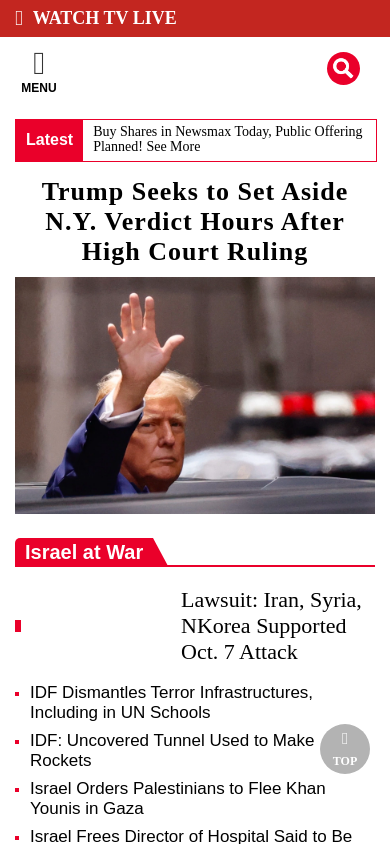 WATCH TV LIVE
MENU
Latest
Buy Shares in Newsmax Today, Public Offering
Planned! See More
Trump Seeks to Set Aside
N.Y. Verdict Hours After
High Court Ruling
Israel at War
Lawsuit: Iran, Syria,
NKorea Supported
Oct. 7 Attack
IDF Dismantles Terror Infrastructures,
Including in UN Schools
IDF: Uncovered Tunnel Used to Make
Rockets
TOP
Israel Orders Palestinians to Flee Khan
Younis in Gaza
Israel Frees Director of Hospital Said to Be